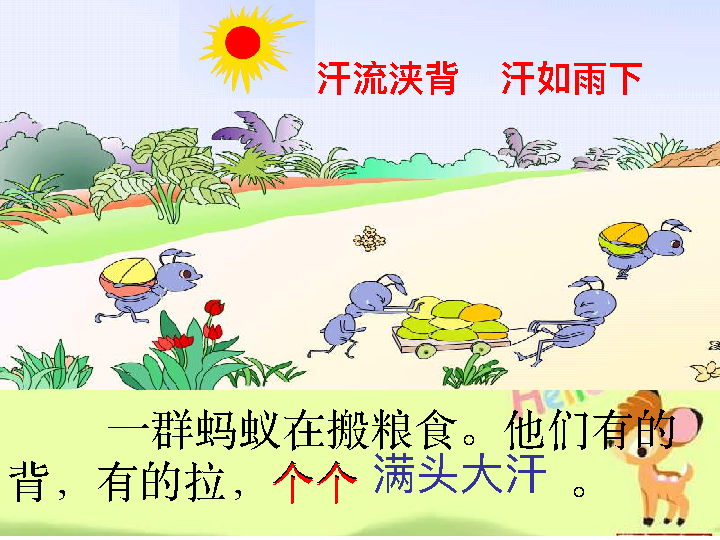 汗流浃背 汗如雨下
Hello
一群蚂蚁在搬粮食。他们有的
背，有的拉，个个 满头大汗 。